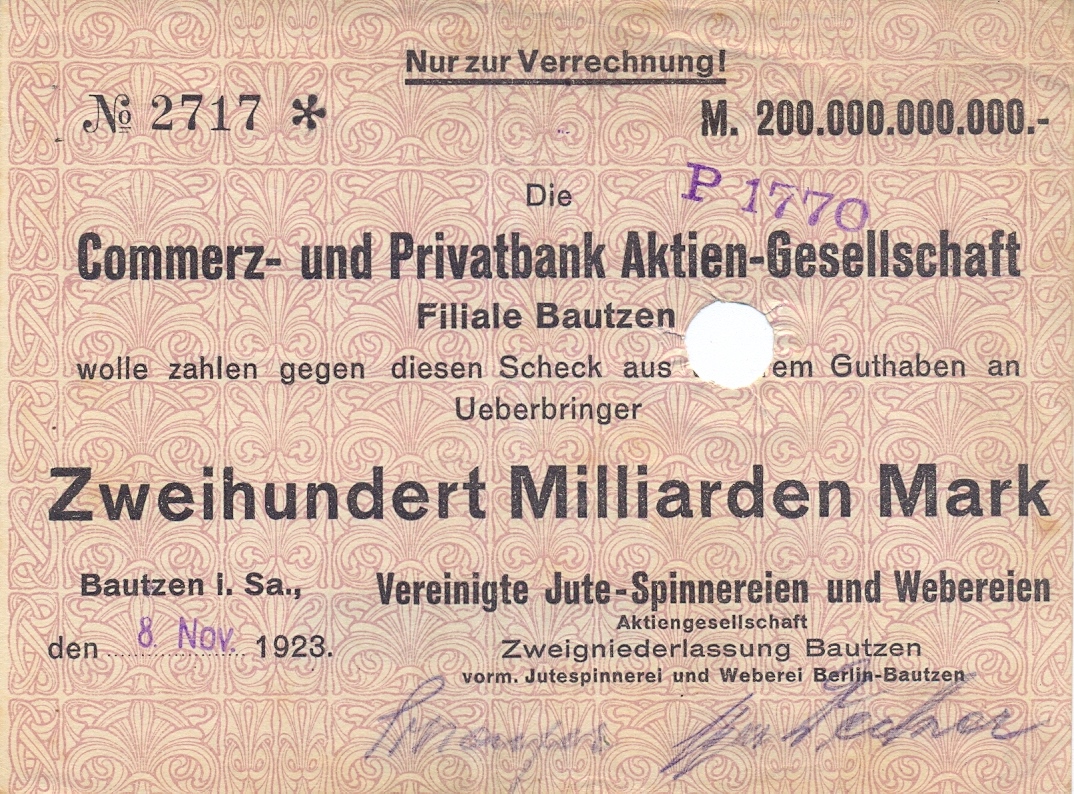 Nur zur Verrechnung!
№ 2717 * M. 200.000.000.000.-
P 1770
Die
Commerz- und Privatbank Aktien-Gesellschaft
Filiale Bautzen
wolle zahlen gegen diesen Scheck aus Guthaben an
Ueberbringer
Zweihundert Milliarden Mark
Bautzen i. Sa.,
den 8. Nov. 1923.
Vereinigte Jute-Spinnereien und Webereien
Aktiengesellschaft
Zweigniederlassung Bautzen
vorm. Jutespinnerei und Weberei Berlin-Bautzen